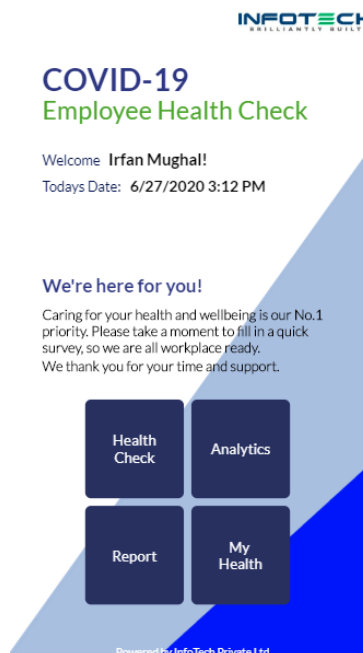 INFOTECH
BRILLIANTLY BUILT
COVID-19
Employee Health Check
Welcome Irfan Mughal!
Todays Date: 6/27/2020 3:12 PM
We're here for you!
Caring for your health and wellbeing is our No.1
priority. Please take a moment to fill in a quick
survey, so we are all workplace ready.
We thank you for your time and support.
Health
Check
Analytics
Report
My
Health
Powered by InfoTech Private Ltd